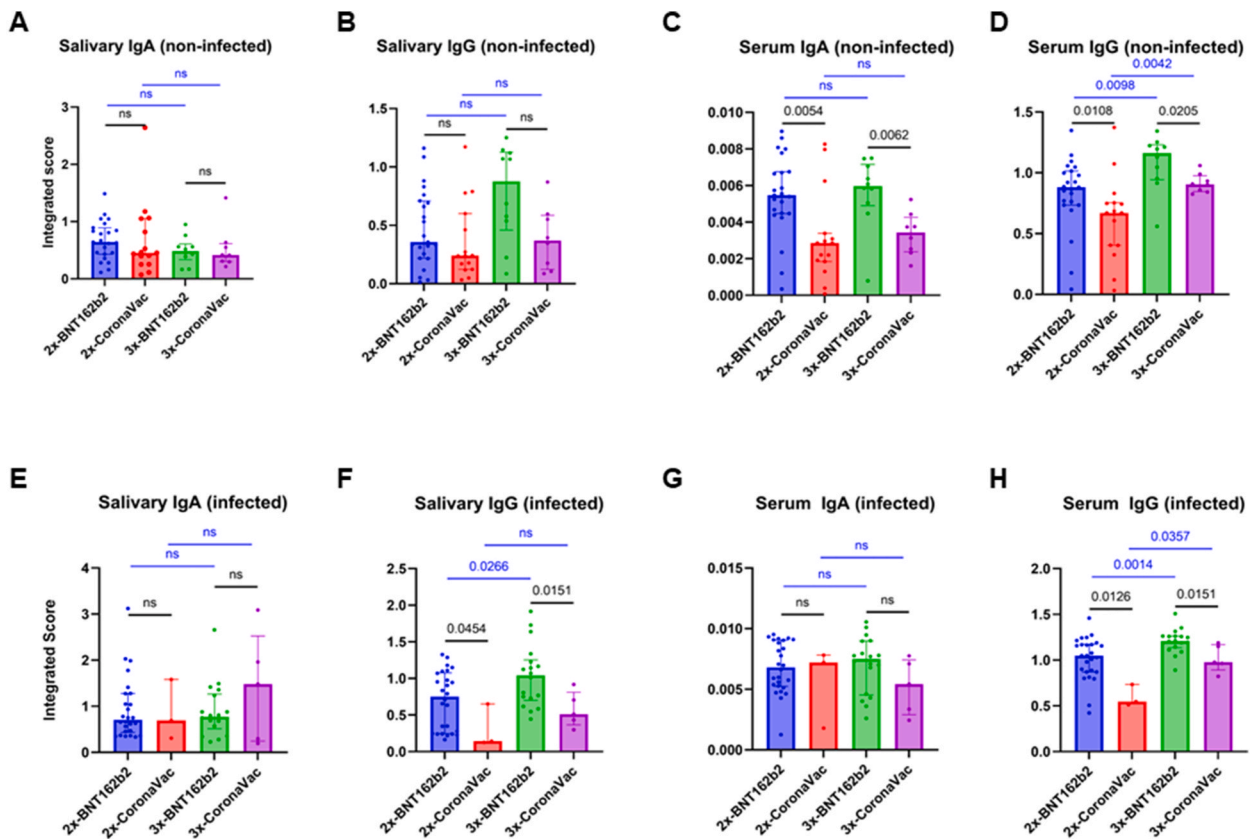 A
Salivary IgA (non-infected)
ns
ns
ns
ns
Integrated score
3
2
1
0
2x-BNT162b2
2x-CoronaVac
3x-BNT162b2
3x-CoronaVac
B
Salivary IgG (non-infected)
ns
ns
ns
ns
1.5
1.0
0.5
0.0
2x-BNT162b2
2x-CoronaVac
3x-BNT162b2
3x-CoronaVac
C
Serum IgA (non-infected)
ns
ns
0.0054
0.0062
0.010
0.008
0.006
0.004
0.002
0.000
2x-BNT162b2
2x-CoronaVac
3x-BNT162b2
3x-CoronaVac
D
Serum IgG (non-infected)
0.0042
0.0098
0.0108
0.0205
1.5
1.0
0.5
0.0
2x-BNT162b2
2x-CoronaVac
3x-BNT162b2
3x-CoronaVac
E
Salivary IgA (infected)
ns
ns
ns
ns
Integrated Score
4
3
2
1
0
2x-BNT162b2
2x-CoronaVac
3x-BNT162b2
3x-CoronaVac
F
Salivary IgG (infected)
ns
0.0266
0.0151
0.0454
2.5
2.0
1.5
1.0
0.5
0.0
2x-BNT162b2
2x-CoronaVac
3x-BNT162b2
3x-CoronaVac
G
Serum IgA (infected)
ns
ns
ns
ns
0.015
0.010
0.005
0.000
2x-BNT162b2
2x-CoronaVac
3x-BNT162b2
3x-CoronaVac
H
Serum IgG (infected)
0.0357
0.0014
0.0126
0.0151
2.0
1.5
1.0
0.5
0.0
2x-BNT162b2
2x-CoronaVac
3x-BNT162b2
3x-CoronaVac